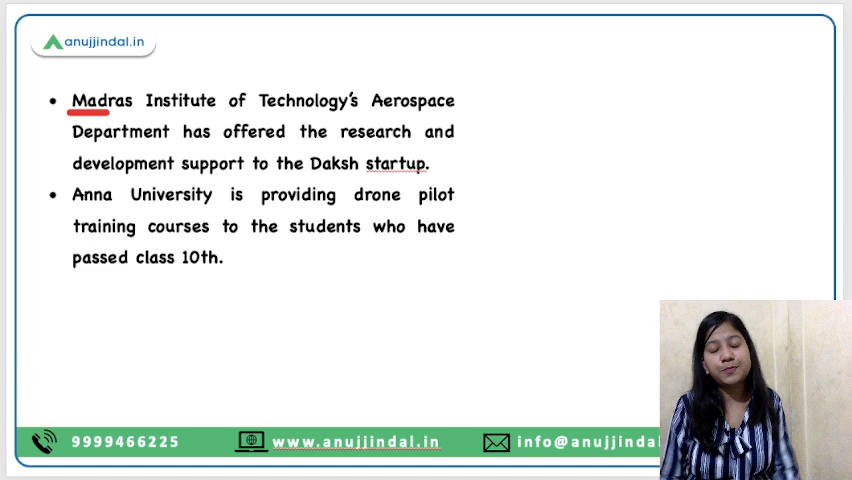 anujjindal.in
• Madras Institute of Technology's Aerospace
Department has offered the research and
development support to the Daksh startup.
• Anna University is providing drone pilot
training courses to the students who have
passed class 10th.
9999466225 www.anujjindal.in info@anujjindal